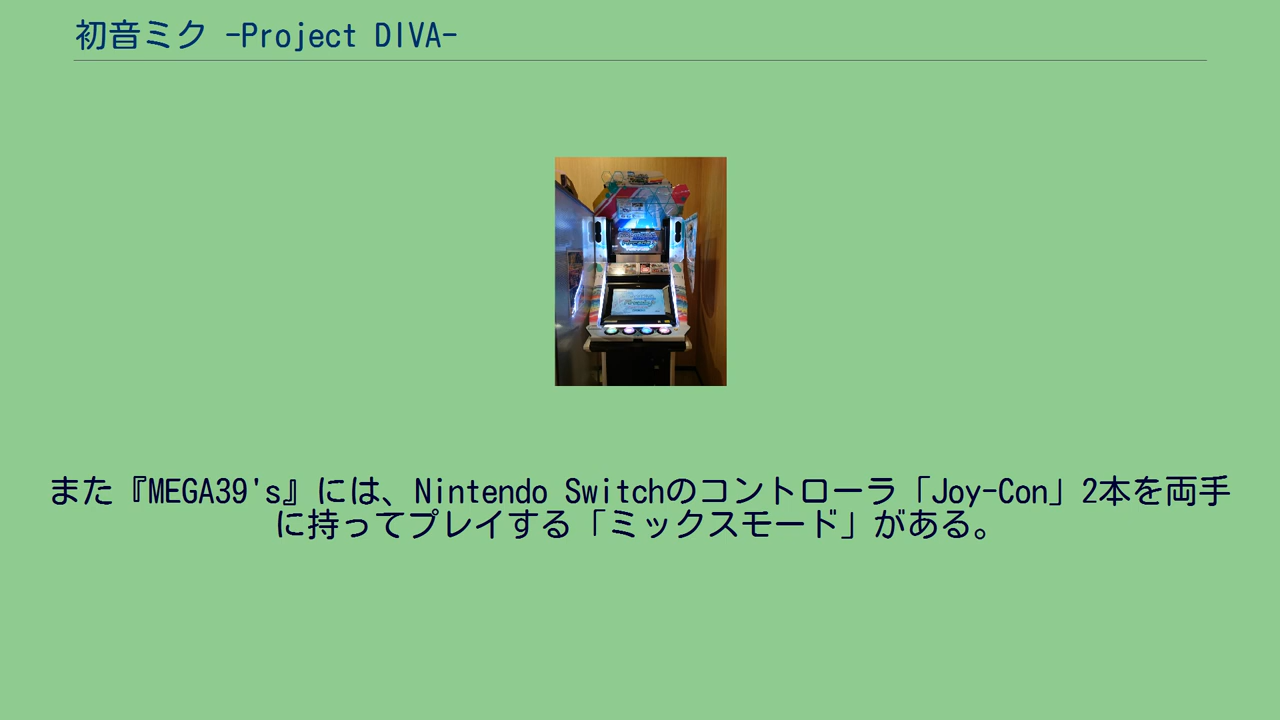 初音ミク -Project DIVA-
また『MEGA39's』には、Nintendo Switchのコントローラ「Joy-Con」2本を両手
に持ってプレイする「ミックスモード」がある。